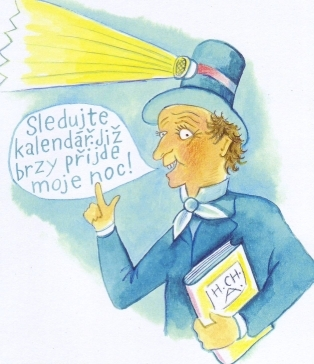 Sledujte
kalendář.již
brzy přijde
moje noc!
H.CH.
A.